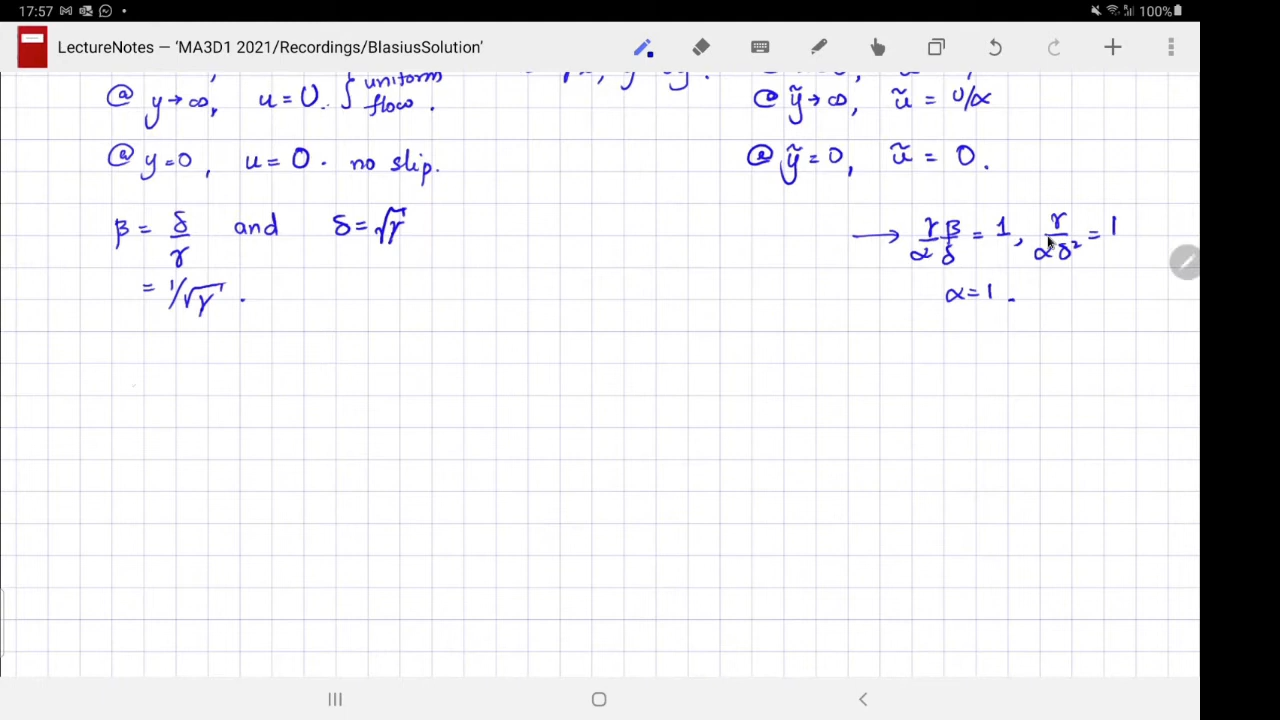 17:57
100%
LectureNotes — 'MA3D1 2021/Recordings/BlasiusSolution'
@ y→∞, u = U. } uniform flow.
@ ỹ→∞, ũ = U/α
@ y=0, u = 0. no slip.
@ ỹ = 0, ũ = 0.
β = δ/γ and δ = √γ
→ γβ/αδ = 1, γ/αδ² = 1
= 1/√γ.
α = 1.